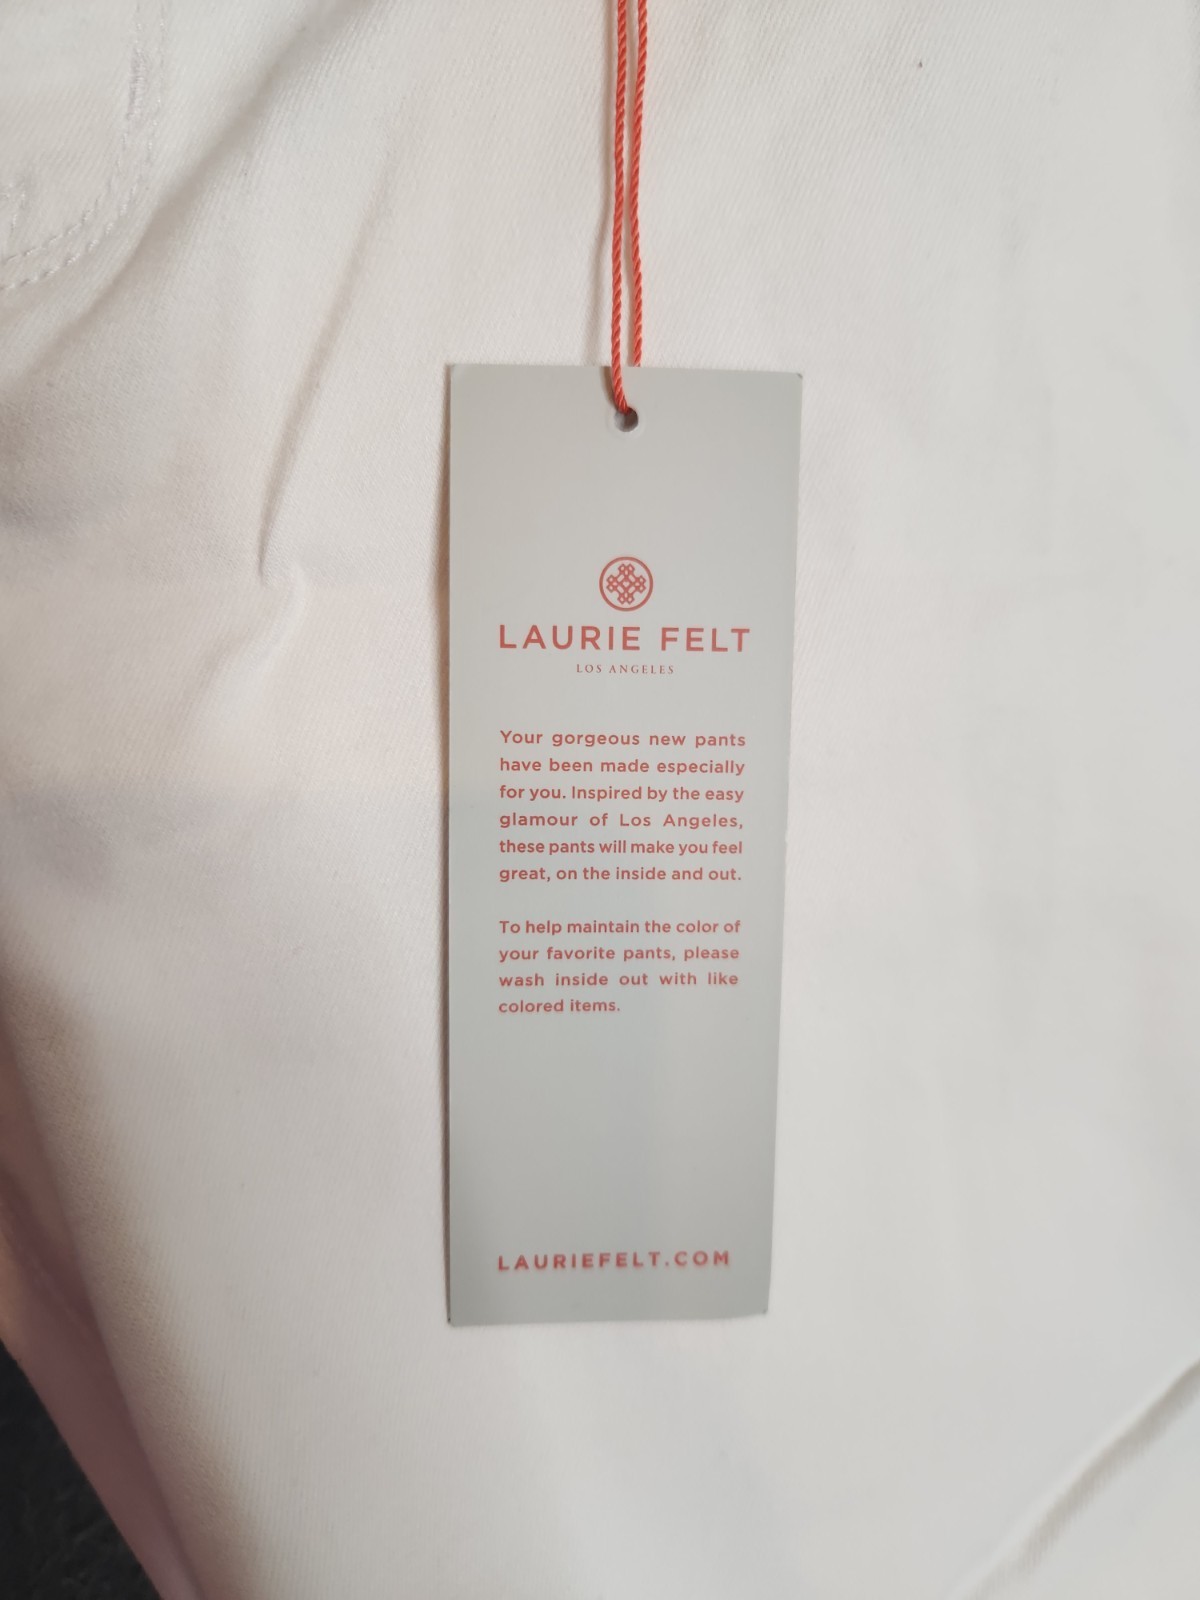 LAURIE FELT
LOS ANGELES
Your gorgeous new pants
have been made especially
for you. Inspired by the easy
glamour of Los Angeles,
these pants will make you feel
great, on the inside and out.
To help maintain the color of
your favorite pants, please
wash inside out with like
colored items.
LAURIEFELT.COM